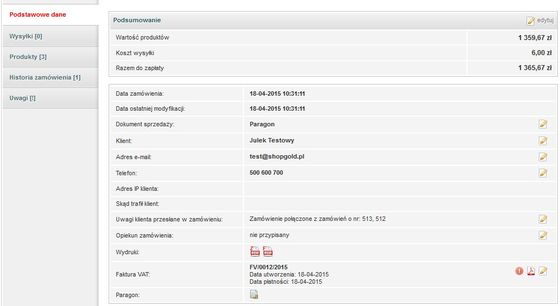 Podstawowe dane
Wysyłki [0]
Produkty [3]
Historia zamówienia [1]
Uwagi [!]
Podsumowanie
edytuj
Wartość produktów 1 359,67 zł
Koszt wysyłki 6,00 zł
Razem do zapłaty 1 365,67 zł
Data zamówienia: 18-04-2015 10:31:11
Data ostatniej modyfikacji: 18-04-2015 10:31:11
Dokument sprzedaży: Paragon
Klient: Julek Testowy
Adres e-mail: test@shopgold.pl
Telefon: 500 600 700
Adres IP klienta:
Skąd trafił klient:
Uwagi klienta przesłane w zamówieniu: Zamówienie połączone z zamówień o nr: 513, 512
Opiekun zamówienia: nie przypisany
Wydruki:
Faktura VAT: FV/0012/2015
Data utworzenia: 18-04-2015
Data płatności: 18-04-2015
Paragon: